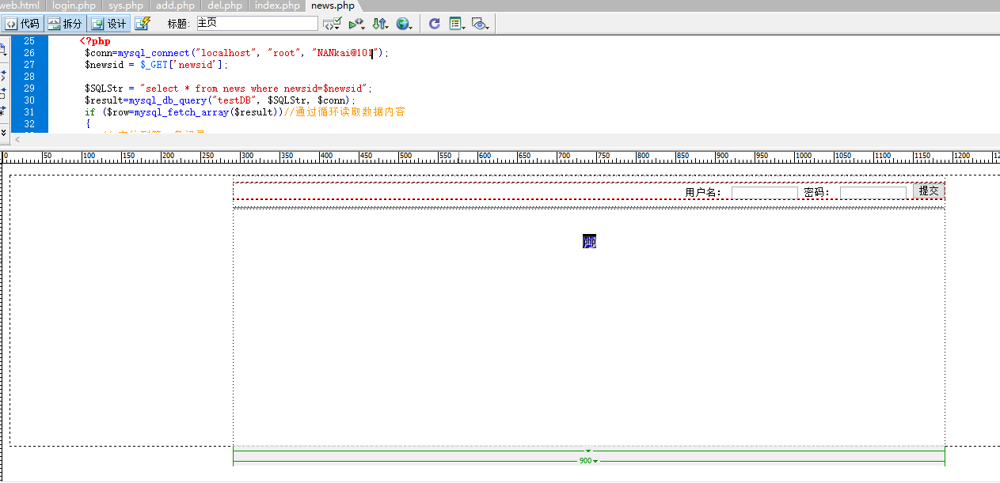 web.html login.php sys.php add.php del.php index.php news.php
代码 拆分 设计 标题: 主页
25 <?php
26 $conn=mysql_connect("localhost", "root", "NANkai@101");
27 $newsid = $_GET['newsid'];
28
29 $SQLStr = "select * from news where newsid=$newsid";
30 $result=mysql_db_query("testDB", $SQLStr, $conn);
31 if ($row=mysql_fetch_array($result))//通过循环读取数据内容
32 {
0 50 100 150 200 250 300 350 400 450 500 550 600 650 700 750 800 850 900 950 1000 1050 1100 1150 1200
用户名: 密码: 提交
php
900